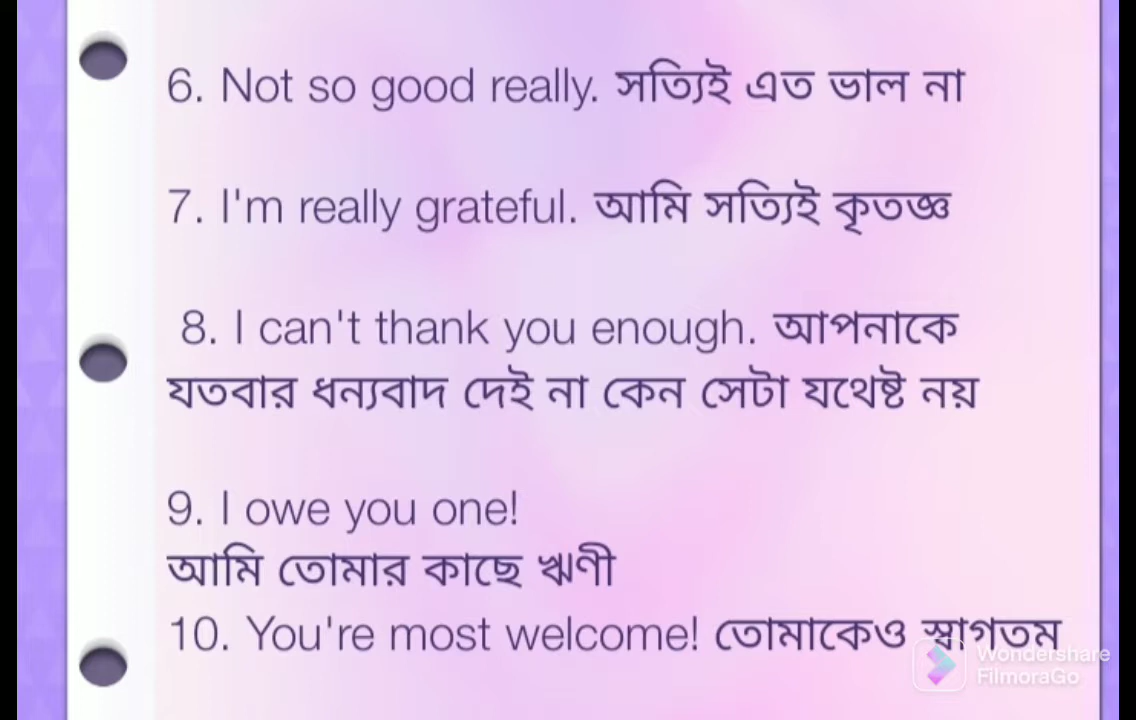 6. Not so good really. সত্যিই এত ভাল না
7. I'm really grateful. আমি সত্যিই কৃতজ্ঞ
8. I can't thank you enough. আপনাকে
যতবার ধন্যবাদ দেই না কেন সেটা যথেষ্ট নয়
9. I owe you one!
আমি তোমার কাছে ঋণী
10. You're most welcome! তোমাকেও স্বাগতম
Wondershare
FilmoraGo